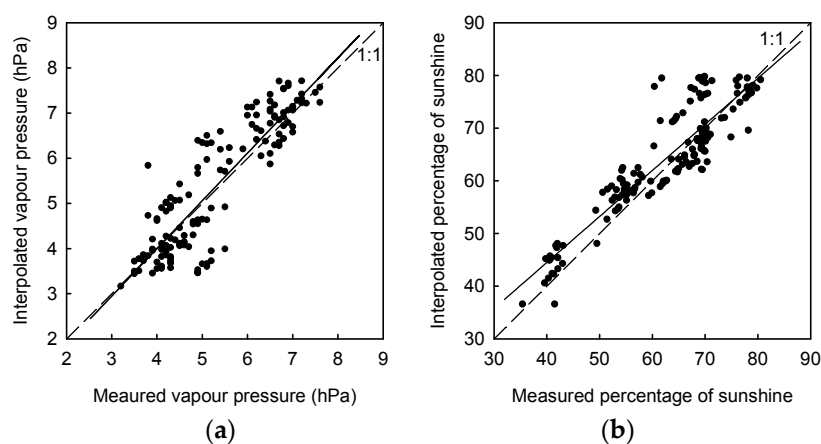 9
8
7
6
5
4
3
2
Interpolated vapour pressure (hPa)
1:1
2 3 4 5 6 7 8 9
Meaured vapour pressure (hPa)
(a)
90
80
70
60
50
40
30
Interpolated percentage of sunshine
1:1
30 40 50 60 70 80 90
Measured percentage of sunshine
(b)